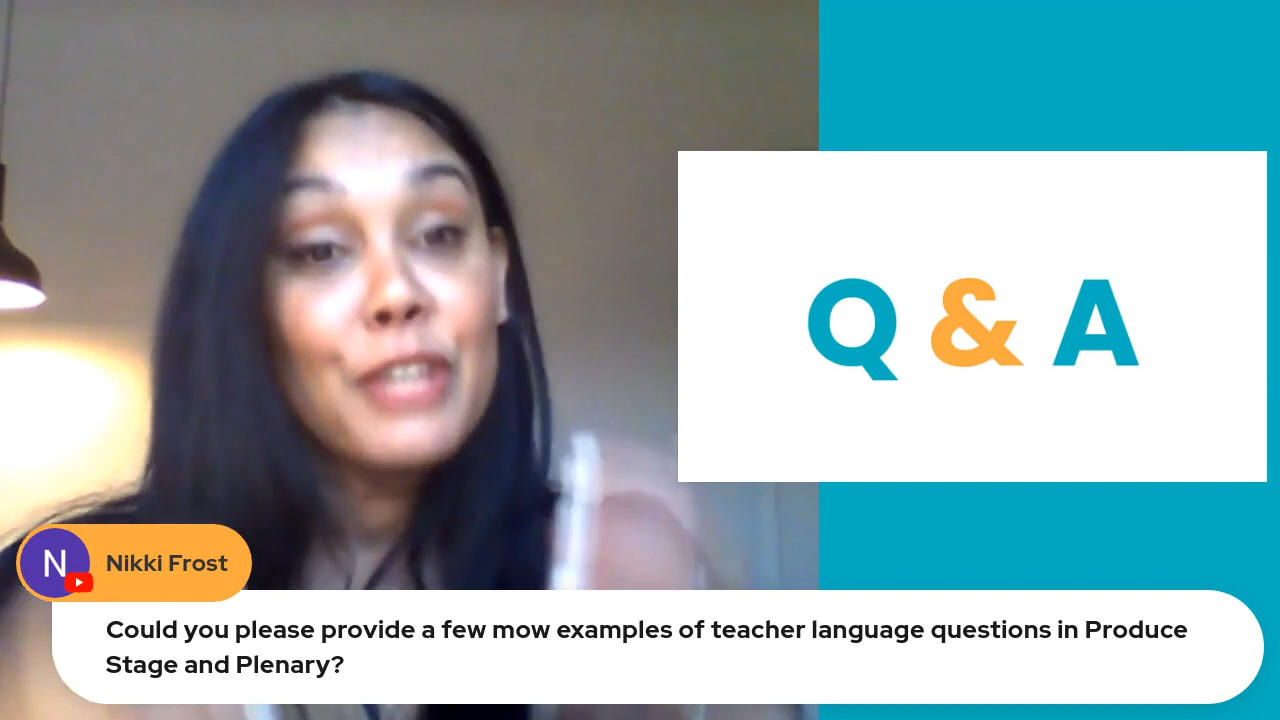 Q & A
N
Nikki Frost
Could you please provide a few mow examples of teacher language questions in Produce
Stage and Plenary?